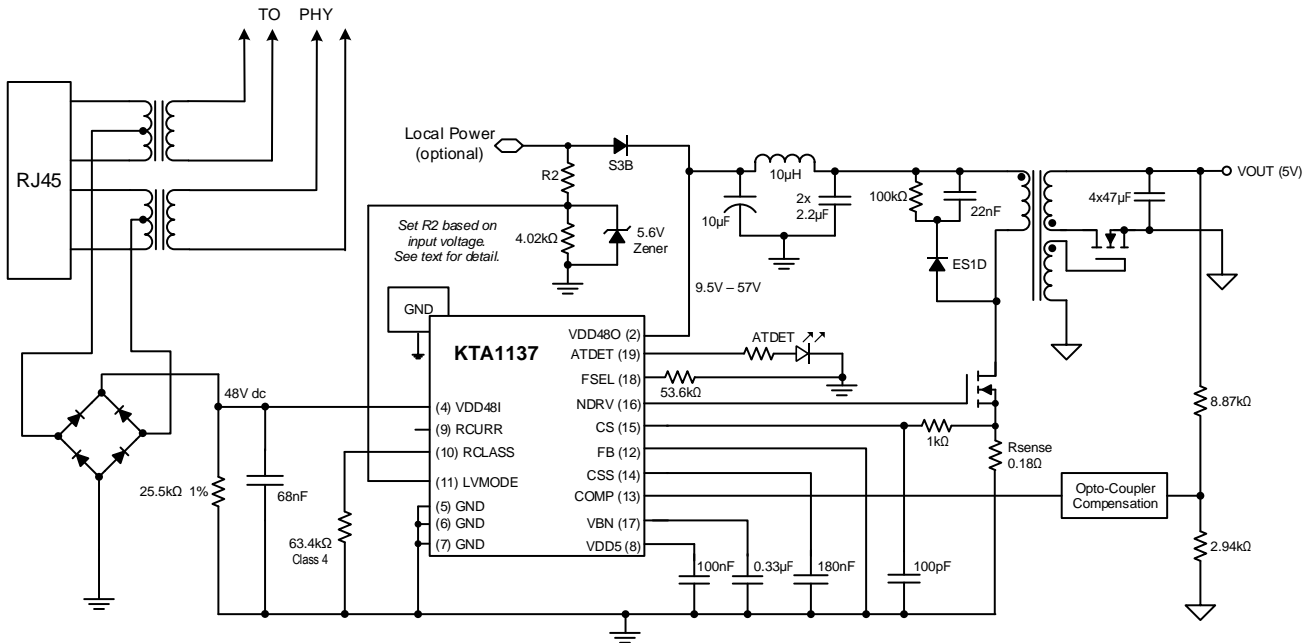 TO PHY
RJ45
Local Power
(optional)
S3B
R2
Set R2 based on
input voltage.
See text for detail.
4.02kΩ
5.6V
Zener
10µH
10µF
2x
2.2µF
100kΩ
22nF
ES1D
4x47µF
VOUT (5V)
9.5V – 57V
GND
KTA1137
VDD48O (2)
ATDET (19)
FSEL (18)
NDRV (16)
CS (15)
FB (12)
CSS (14)
COMP (13)
VBN (17)
VDD5 (8)
(4) VDD48I
(9) RCURR
(10) RCLASS
(11) LVMODE
(5) GND
(6) GND
(7) GND
ATDET
53.6kΩ
1kΩ
Rsense
0.18Ω
8.87kΩ
Opto-Coupler
Compensation
2.94kΩ
48V dc
25.5kΩ 1%
68nF
63.4kΩ
Class 4
100nF
0.33µF
180nF
100pF